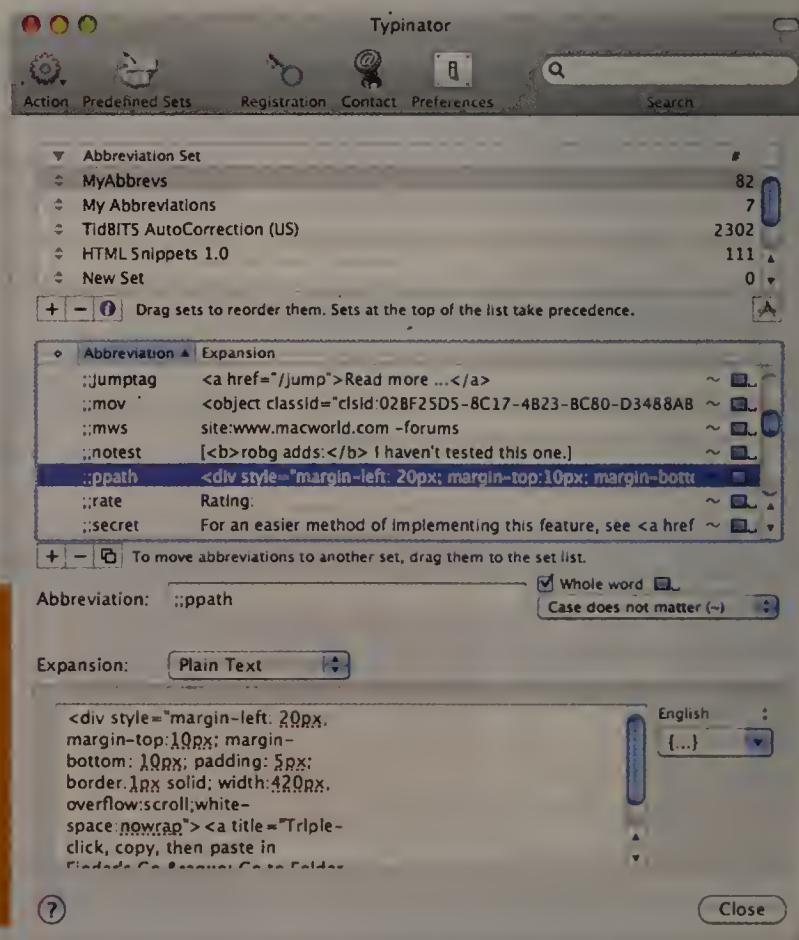 Typinator
Action Predefined Sets Registration Contact Preferences Search
Abbreviation Set #
MyAbbrevs 82
My Abbreviations 7
TidBITS AutoCorrection (US) 2302
HTML Snippets 1.0 111
New Set 0
+ - Drag sets to reorder them. Sets at the top of the list take precedence.
Abbreviation Expansion
;;jumptag <a href="/jump">Read more ...</a> ~
;;mov <object classid="clsid:02BF25D5-8C17-4B23-BC80-D3488AB ~
;;mws site:www.macworld.com -forums ~
;;notest [<b>robg adds:</b> I haven't tested this one.] ~
;;ppath <div style="margin-left: 20px; margin-top:10px; margin-botto ~
;;rate Rating: ~
;;secret For an easier method of implementing this feature, see <a href ~
+ - To move abbreviations to another set, drag them to the set list.
Abbreviation: ;;ppath
Whole word
Case does not matter (~)
Expansion: Plain Text
<div style="margin-left: 20px,
margin-top:10px; margin-
bottom: 10px; padding: 5px;
border.1px solid; width:420px,
overflow:scroll;white-
space:nowrap"><a title="Triple-
click, copy, then paste in
English
{...}
?
Close